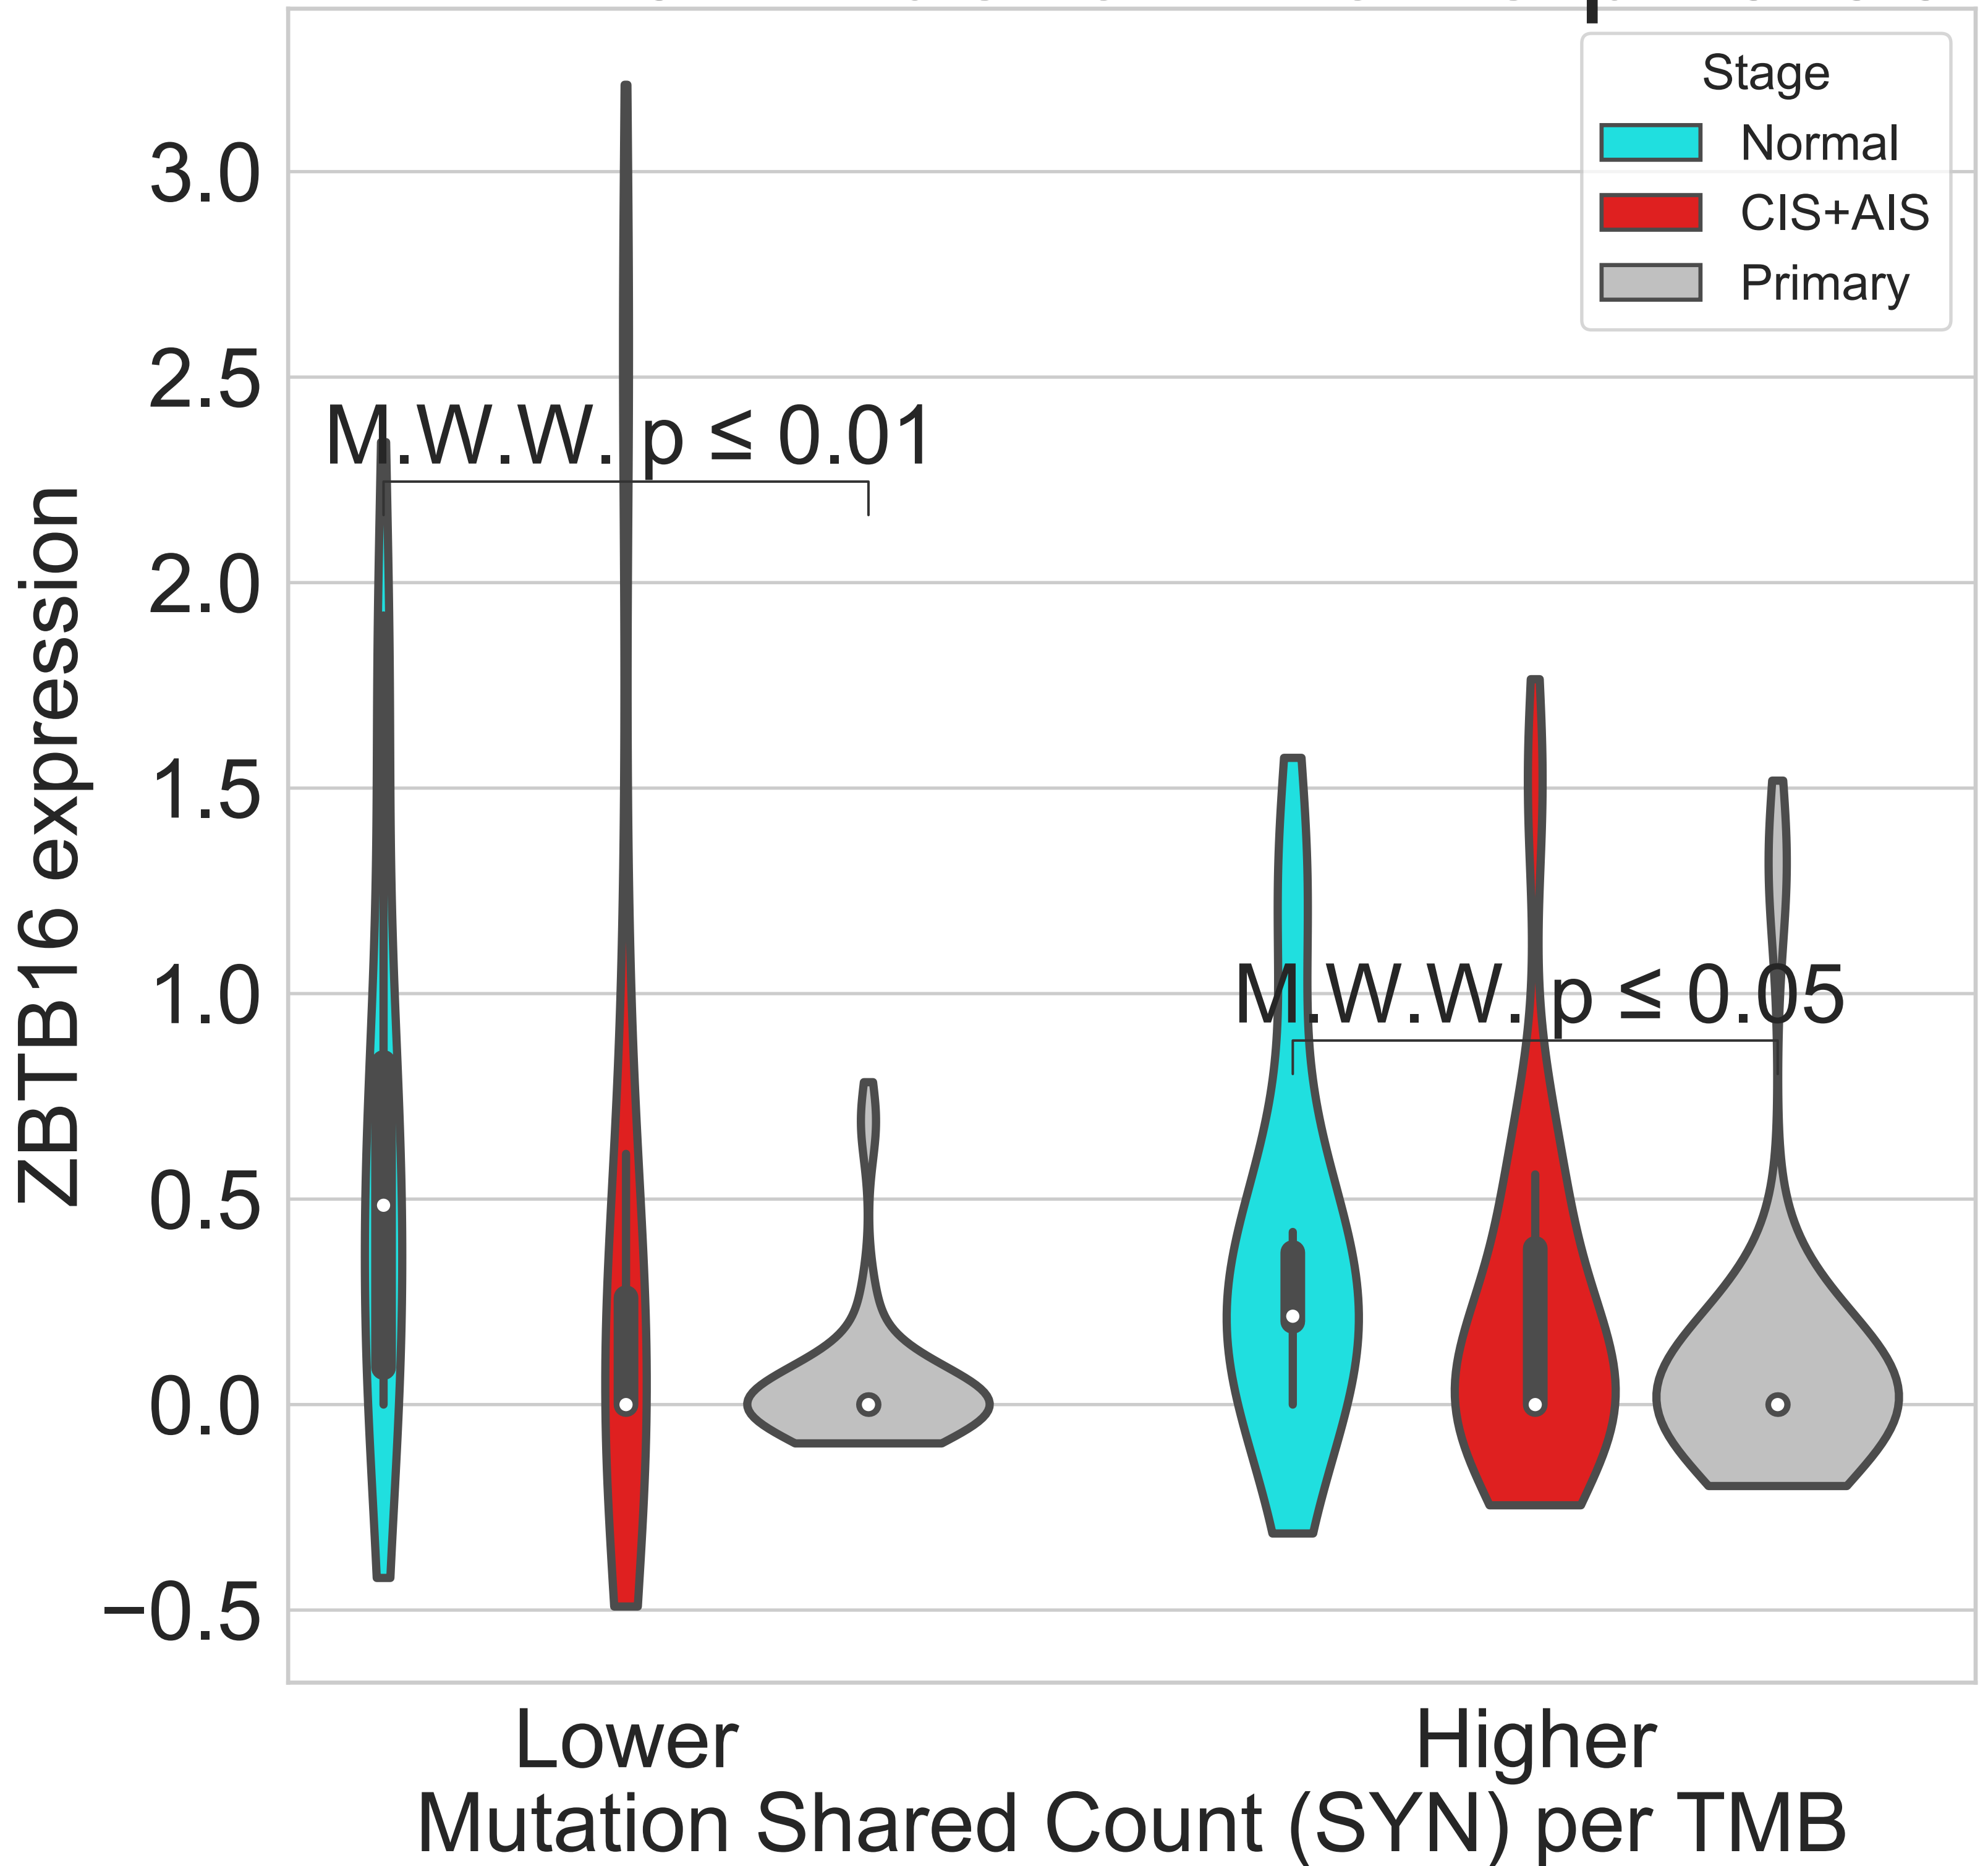 Stage
Normal
CIS+AIS
Primary
3.0
2.5
2.0
1.5
1.0
0.5
0.0
−0.5
ZBTB16 expression
M.W.W. p ≤ 0.01
M.W.W. p ≤ 0.05
Lower
Higher
Mutation Shared Count (SYN) per TMB